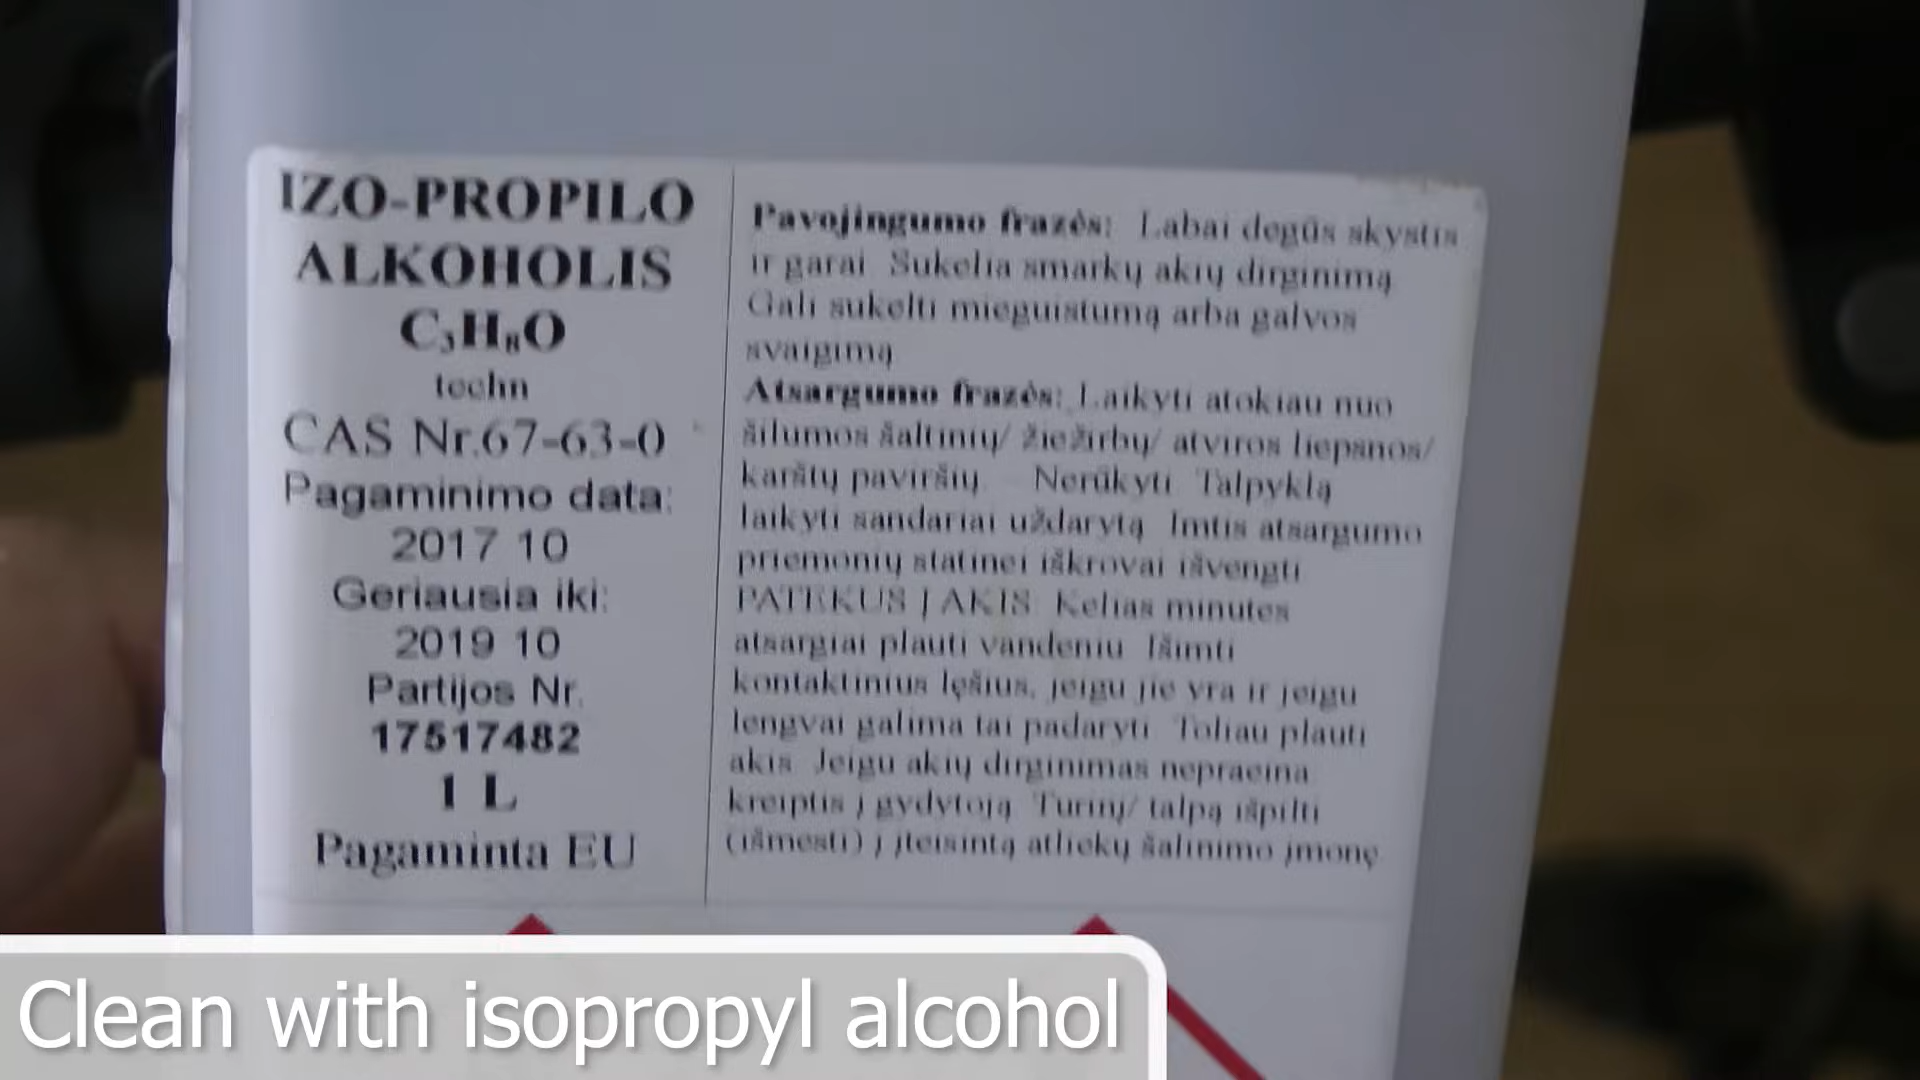 IZO-PROPILO
ALKOHOLIS
C₃H₈O
techn
CAS Nr.67-63-0
Pagaminimo data:
2017 10
Geriausia iki:
2019 10
Partijos Nr.
17517482
1 L
Pagaminta EU
Pavojingumo frazės: Labai degūs skystis
ir garai. Sukelia smarkų akių dirginimą.
Gali sukelti mieguistumą arba galvos
svaigimą.
Atsargumo frazės: Laikyti atokiau nuo
šilumos šaltinių/ žiežirbų/ atviros liepsnos/
karštų paviršių. – Nerūkyti. Talpyklą
laikyti sandariai uždarytą. Imtis atsargumo
priemonių statinei iškrovai išvengti.
PATEKUS Į AKIS: Kelias minutes
atsargiai plauti vandeniu. Išimti
kontaktinius lęšius, jeigu jie yra ir jeigu
lengvai galima tai padaryti. Toliau plauti
akis. Jeigu akių dirginimas nepraeina:
kreiptis į gydytoją. Turinį/ talpą išpilti
(išmesti) į įteisintą atliekų šalinimo įmonę.
Clean with isopropyl alcohol